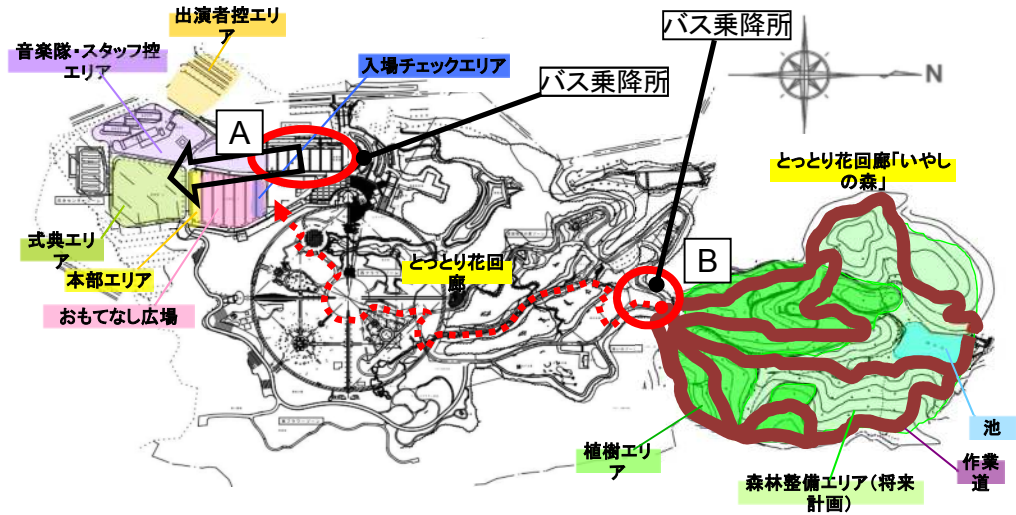 出演者控エリ
ア
音楽隊・スタッフ控
エリア
入場チェックエリア
バス乗降所
バス乗降所
N
A
とっとり花回廊「いやし
の森」
式典エリ
ア
本部エリア
おもてなし広場
とっとり花回
廊
B
植樹エリ
ア
森林整備エリア(将来
計画)
池
作業
道